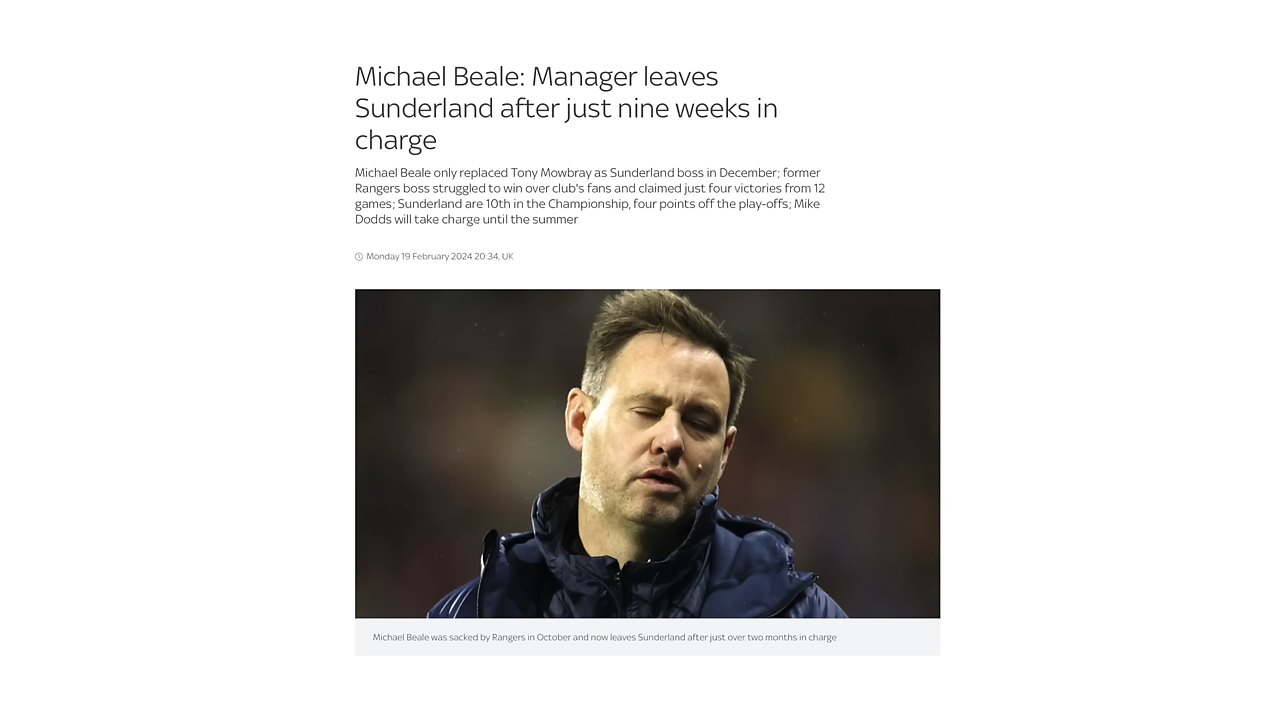 Michael Beale: Manager leaves
Sunderland after just nine weeks in
charge
Michael Beale only replaced Tony Mowbray as Sunderland boss in December; former
Rangers boss struggled to win over club's fans and claimed just four victories from 12
games; Sunderland are 10th in the Championship, four points off the play-offs; Mike
Dodds will take charge until the summer
Monday 19 February 2024 20:34, UK
Michael Beale was sacked by Rangers in October and now leaves Sunderland after just over two months in charge